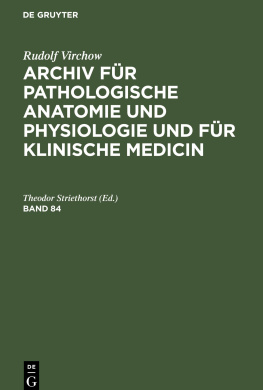 DE GRUYTER
Rudolf Virchow
ARCHIV FÜR
PATHOLOGISCHE
ANATOMIE UND
PHYSIOLOGIE UND FÜR
KLINISCHE MEDICIN
Theodor Striethorst (Ed.)
BAND 84
DE
G